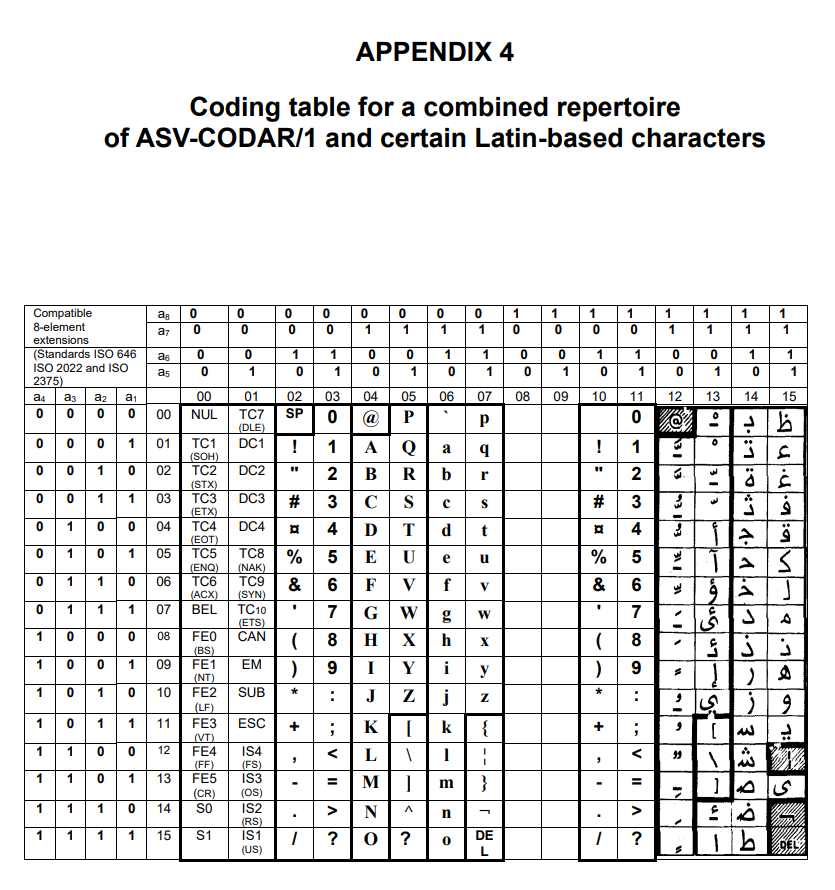 APPENDIX 4
Coding table for a combined repertoire
of ASV-CODAR/1 and certain Latin-based characters
Compatible a8 0 0 0 0 0 0 0 0 1 1 1 1 1 1 1 1
8-element a7 0 0 0 0 1 1 1 1 0 0 0 0 1 1 1 1
extensions
(Standards ISO 646 a6 0 0 1 1 0 0 1 1 0 0 1 1 0 0 1 1
ISO 2022 and ISO a5 0 1 0 1 0 1 0 1 0 1 0 1 0 1 0 1
2375)
a4 a3 a2 a1 00 01 02 03 04 05 06 07 08 09 10 11 12 13 14 15
0 0 0 0 00 NUL TC7 (DLE) SP 0 @ P ` p 0 @ ب ظ
0 0 0 1 01 TC1 (SOH) DC1 ! 1 A Q a q ! 1 ع
0 0 1 0 02 TC2 (STX) DC2 " 2 B R b r " 2 ة غ
0 0 1 1 03 TC3 (ETX) DC3 # 3 C S c s # 3 ف
0 1 0 0 04 TC4 (EOT) DC4 ¤ 4 D T d t ¤ 4 أ ج ق
0 1 0 1 05 TC5 (ENQ) TC8 (NAK) % 5 E U e u % 5 آ ح ك
0 1 1 0 06 TC6 (ACX) TC9 (SYN) & 6 F V f v & 6 ؤ خ ل
0 1 1 1 07 BEL TC10 (ETS) ' 7 G W g w ' 7 ئ د م
1 0 0 0 08 FE0 (BS) CAN ( 8 H X h x ( 8 ذ ن
1 0 0 1 09 FE1 (NT) EM ) 9 I Y i y ) 9 إ ر ه
1 0 1 0 10 FE2 (LF) SUB * : J Z j z * : ز و
1 0 1 1 11 FE3 (VT) ESC + ; K [ k { + ; [ س
1 1 0 0 12 FE4 (FF) IS4 (FS) , < L \ l ¦ , < \ ش ¦
1 1 0 1 13 FE5 (CR) IS3 (OS) - = M ] m } - = ] ص ى
1 1 1 0 14 S0 IS2 (RS) . > N ^ n ¬ . > ض ¬
1 1 1 1 15 S1 IS1 (US) / ? O ? o DEL / ? ا ط DEL